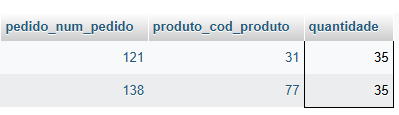 pedido_num_pedido produto_cod_produto quantidade
121 31 35
138 77 35